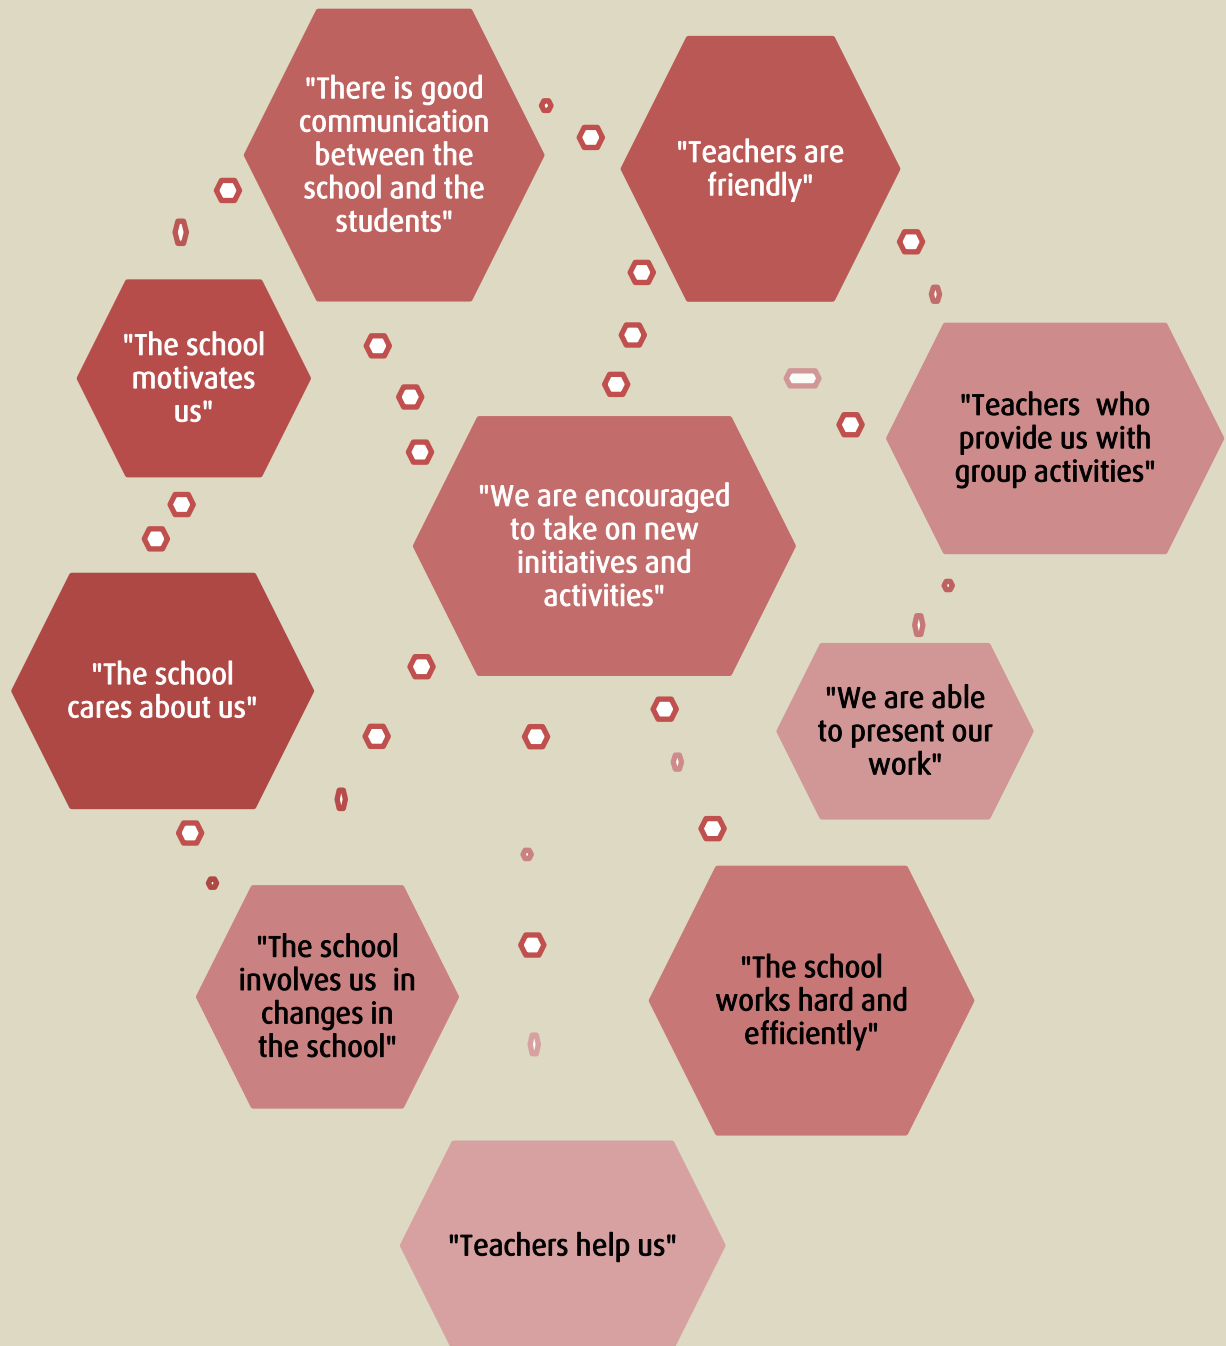 "There is good
communication
between the
school and the
students"
"Teachers are
friendly"
"The school
motivates
us"
"Teachers  who
provide us with
group activities"
"We are encouraged
to take on new
initiatives and
activities"
"The school
cares about us"
"We are able
to present our
work"
"The school
involves us  in
changes in
the school"
"The school
works hard and
efficiently"
"Teachers help us"